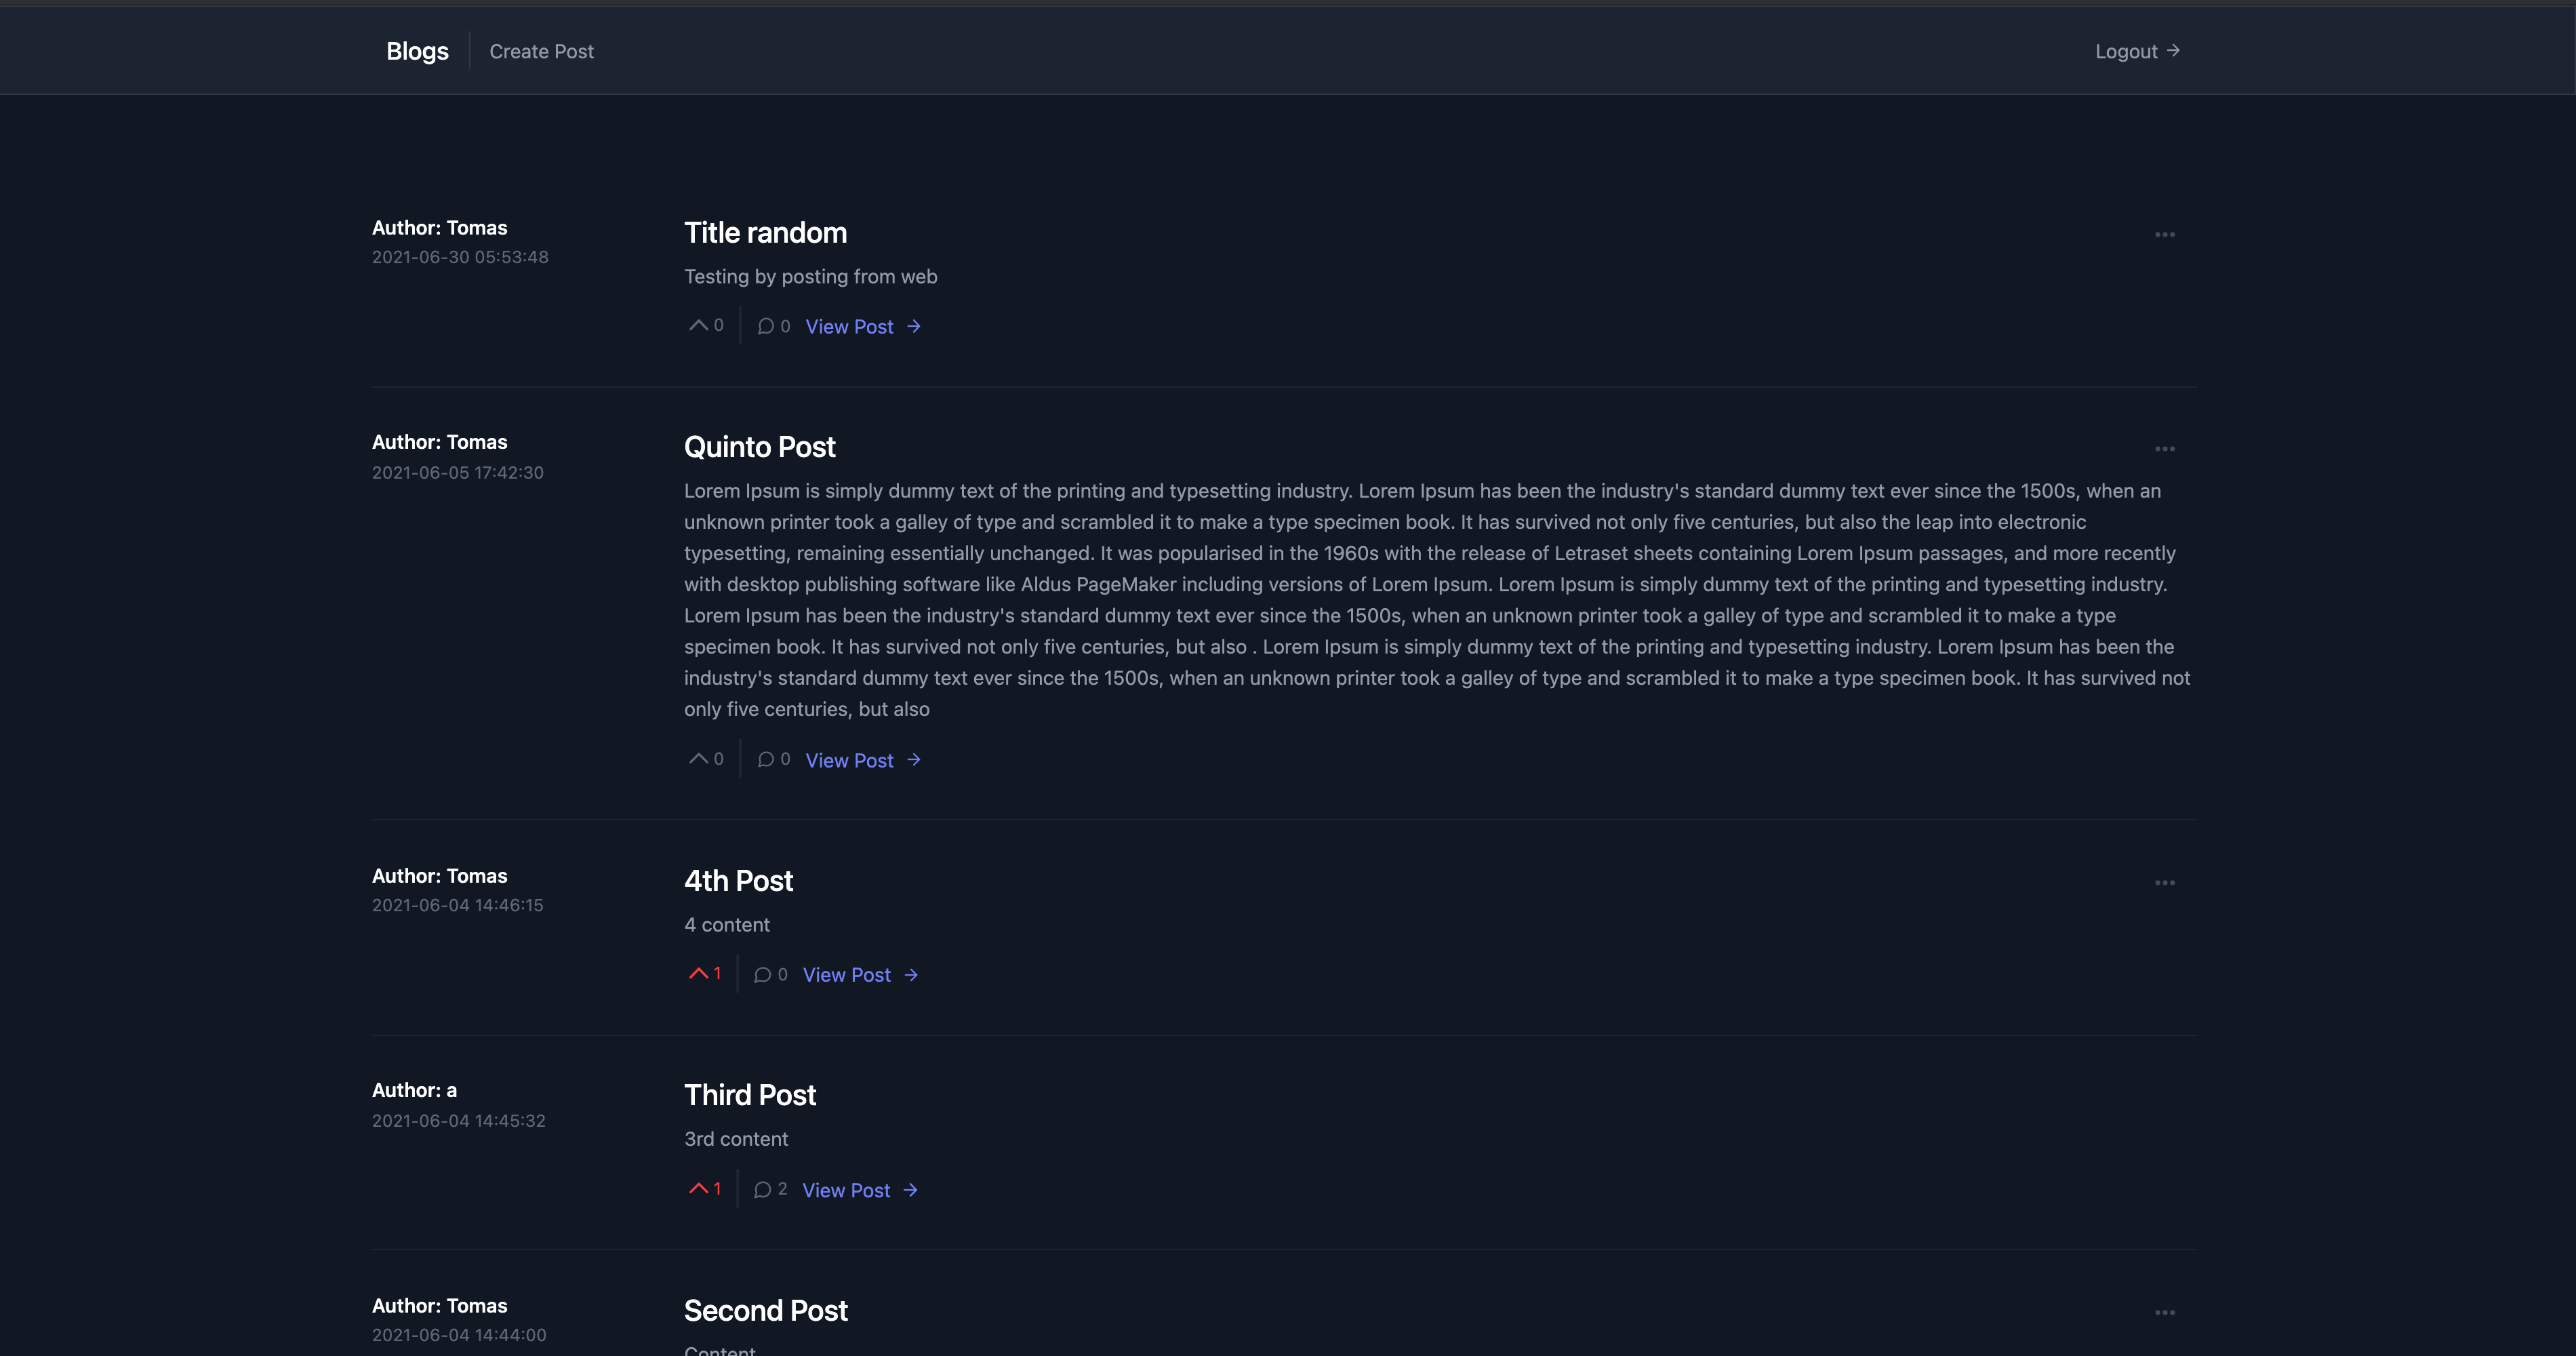 Blogs
Create Post
Logout →
Author: Tomas
2021-06-30 05:53:48
Title random
Testing by posting from web
0
0
View Post →
Author: Tomas
2021-06-05 17:42:30
Quinto Post
Lorem Ipsum is simply dummy text of the printing and typesetting industry. Lorem Ipsum has been the industry's standard dummy text ever since the 1500s, when an
unknown printer took a galley of type and scrambled it to make a type specimen book. It has survived not only five centuries, but also the leap into electronic
typesetting, remaining essentially unchanged. It was popularised in the 1960s with the release of Letraset sheets containing Lorem Ipsum passages, and more recently
with desktop publishing software like Aldus PageMaker including versions of Lorem Ipsum. Lorem Ipsum is simply dummy text of the printing and typesetting industry.
Lorem Ipsum has been the industry's standard dummy text ever since the 1500s, when an unknown printer took a galley of type and scrambled it to make a type
specimen book. It has survived not only five centuries, but also . Lorem Ipsum is simply dummy text of the printing and typesetting industry. Lorem Ipsum has been the
industry's standard dummy text ever since the 1500s, when an unknown printer took a galley of type and scrambled it to make a type specimen book. It has survived not
only five centuries, but also
0
0
View Post →
Author: Tomas
2021-06-04 14:46:15
4th Post
4 content
1
0
View Post →
Author: a
2021-06-04 14:45:32
Third Post
3rd content
1
2
View Post →
Author: Tomas
2021-06-04 14:44:00
Second Post
Content